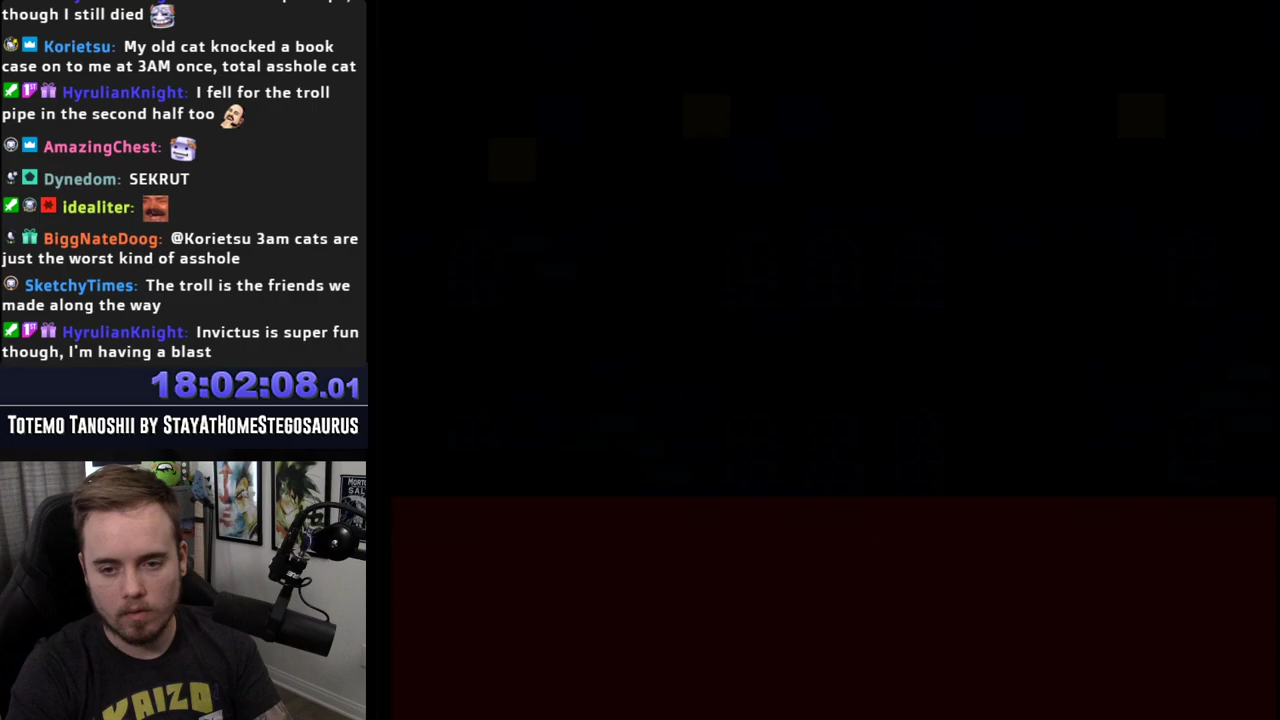 though I still died
Korietsu: My old cat knocked a book
case on to me at 3AM once, total asshole cat
HyrulianKnight: I fell for the troll
pipe in the second half too
AmazingChest:
Dynedom: SEKRUT
idealiter:
BiggNateDoog: @Korietsu 3am cats are
just the worst kind of asshole
SketchyTimes: The troll is the friends we
made along the way
HyrulianKnight: Invictus is super fun
though, I'm having a blast
18:02:08.01
TOTEMO TANOSHII BY STAYATHOMESTEGOSAURUS
KAIZO